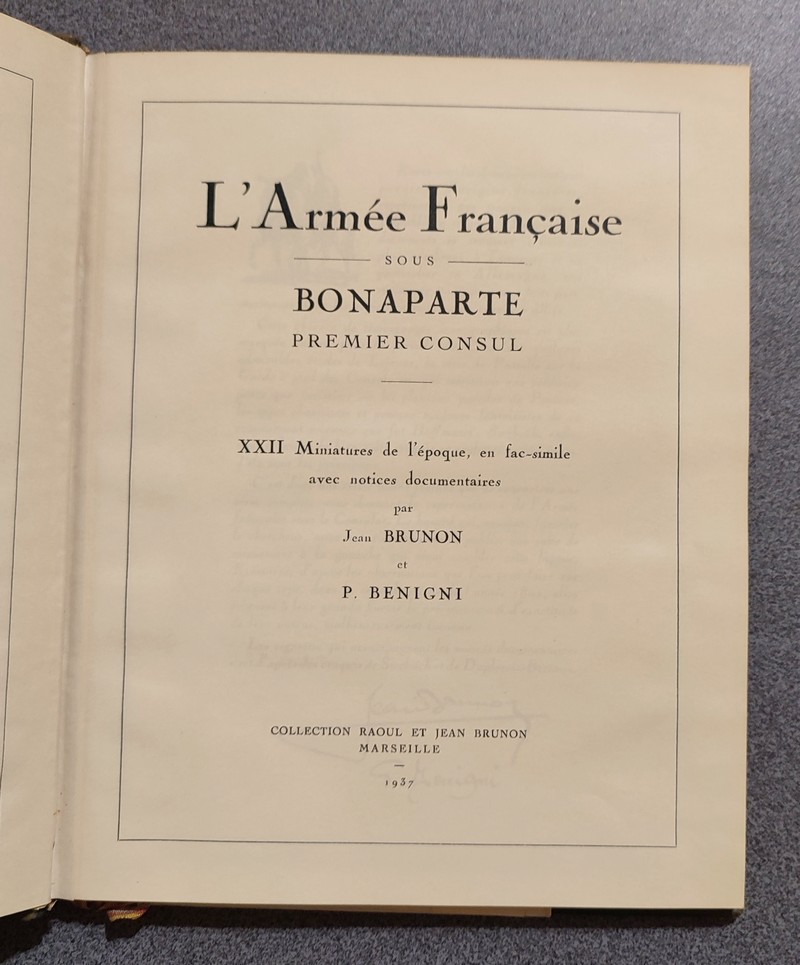 L'Armée Française
SOUS
BONAPARTE
PREMIER CONSUL
XXII Miniatures de l'époque, en fac-simile
avec notices documentaires
par
Jean BRUNON
et
P. BENIGNI
COLLECTION RAOUL ET JEAN BRUNON
MARSEILLE
1937